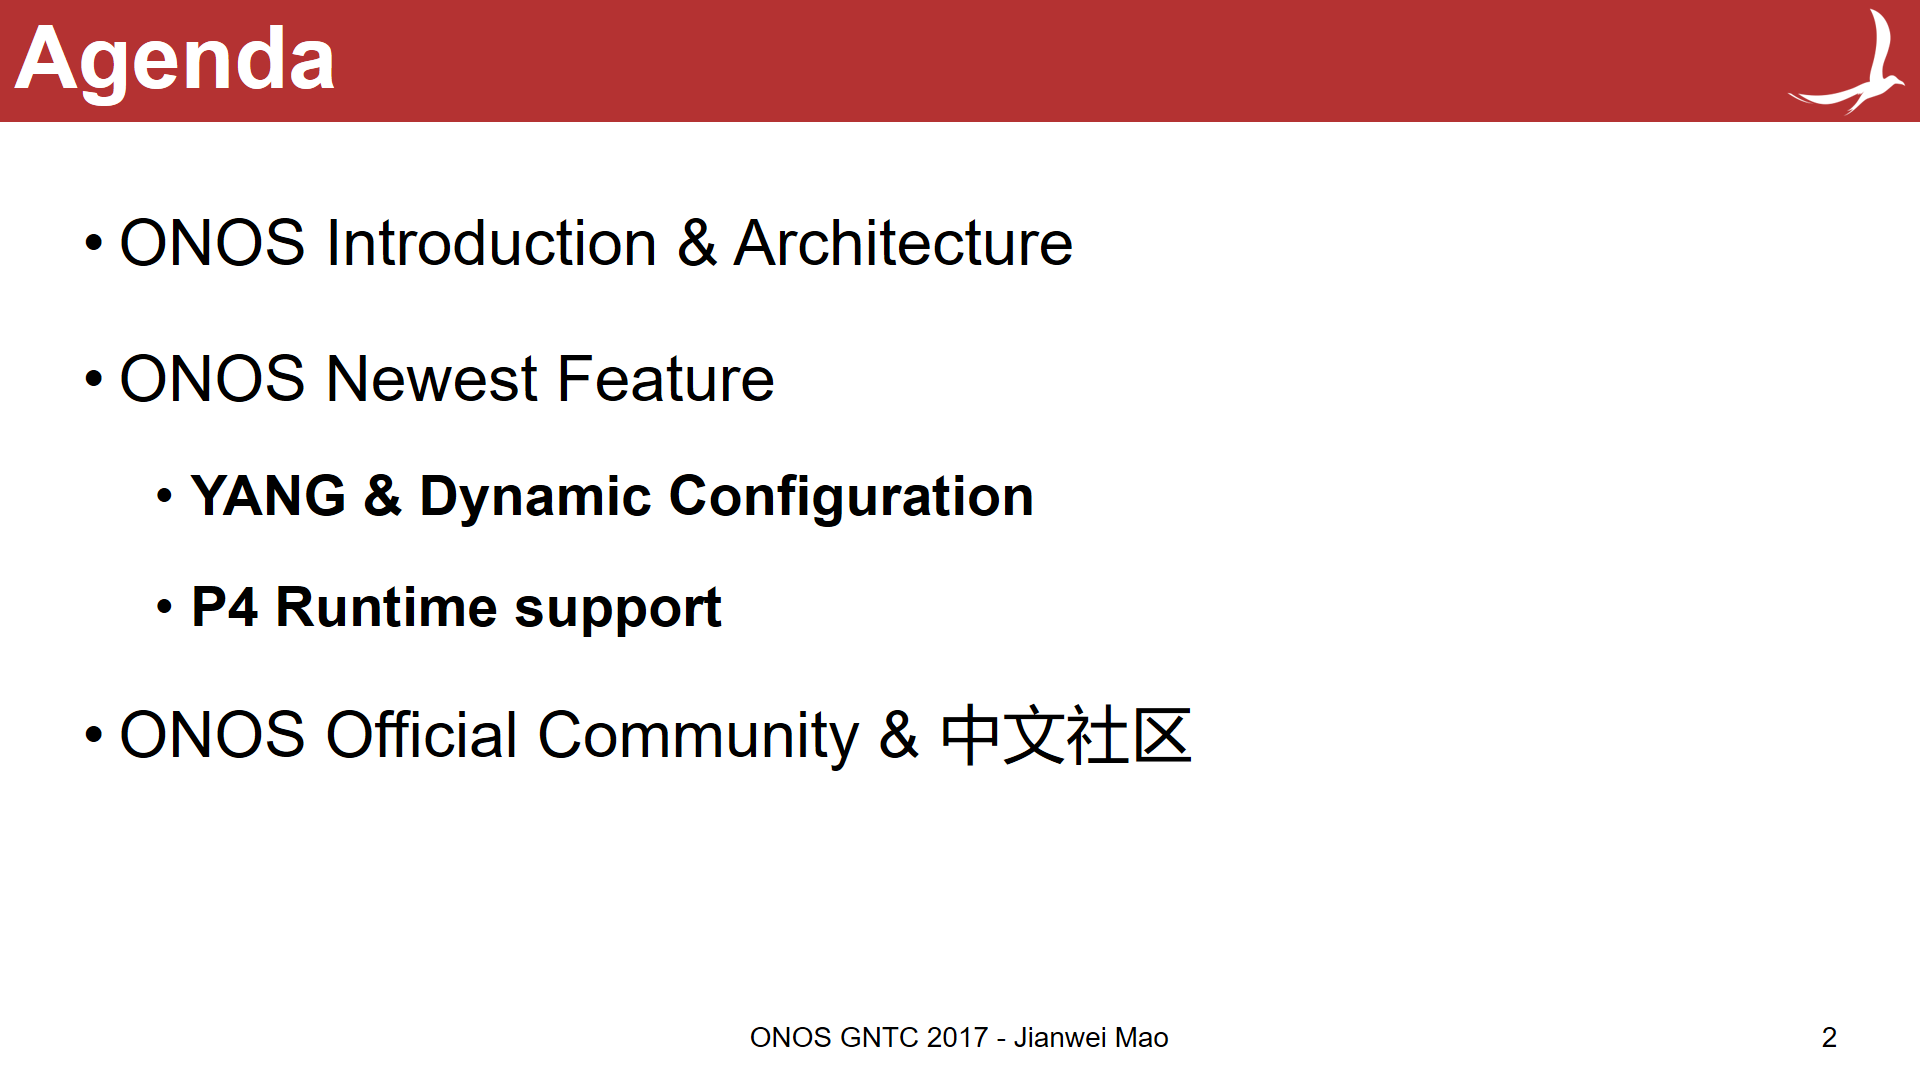 Agenda
• ONOS Introduction & Architecture
• ONOS Newest Feature
• YANG & Dynamic Configuration
• P4 Runtime support
• ONOS Official Community & 中文社区
ONOS GNTC 2017 - Jianwei Mao
2